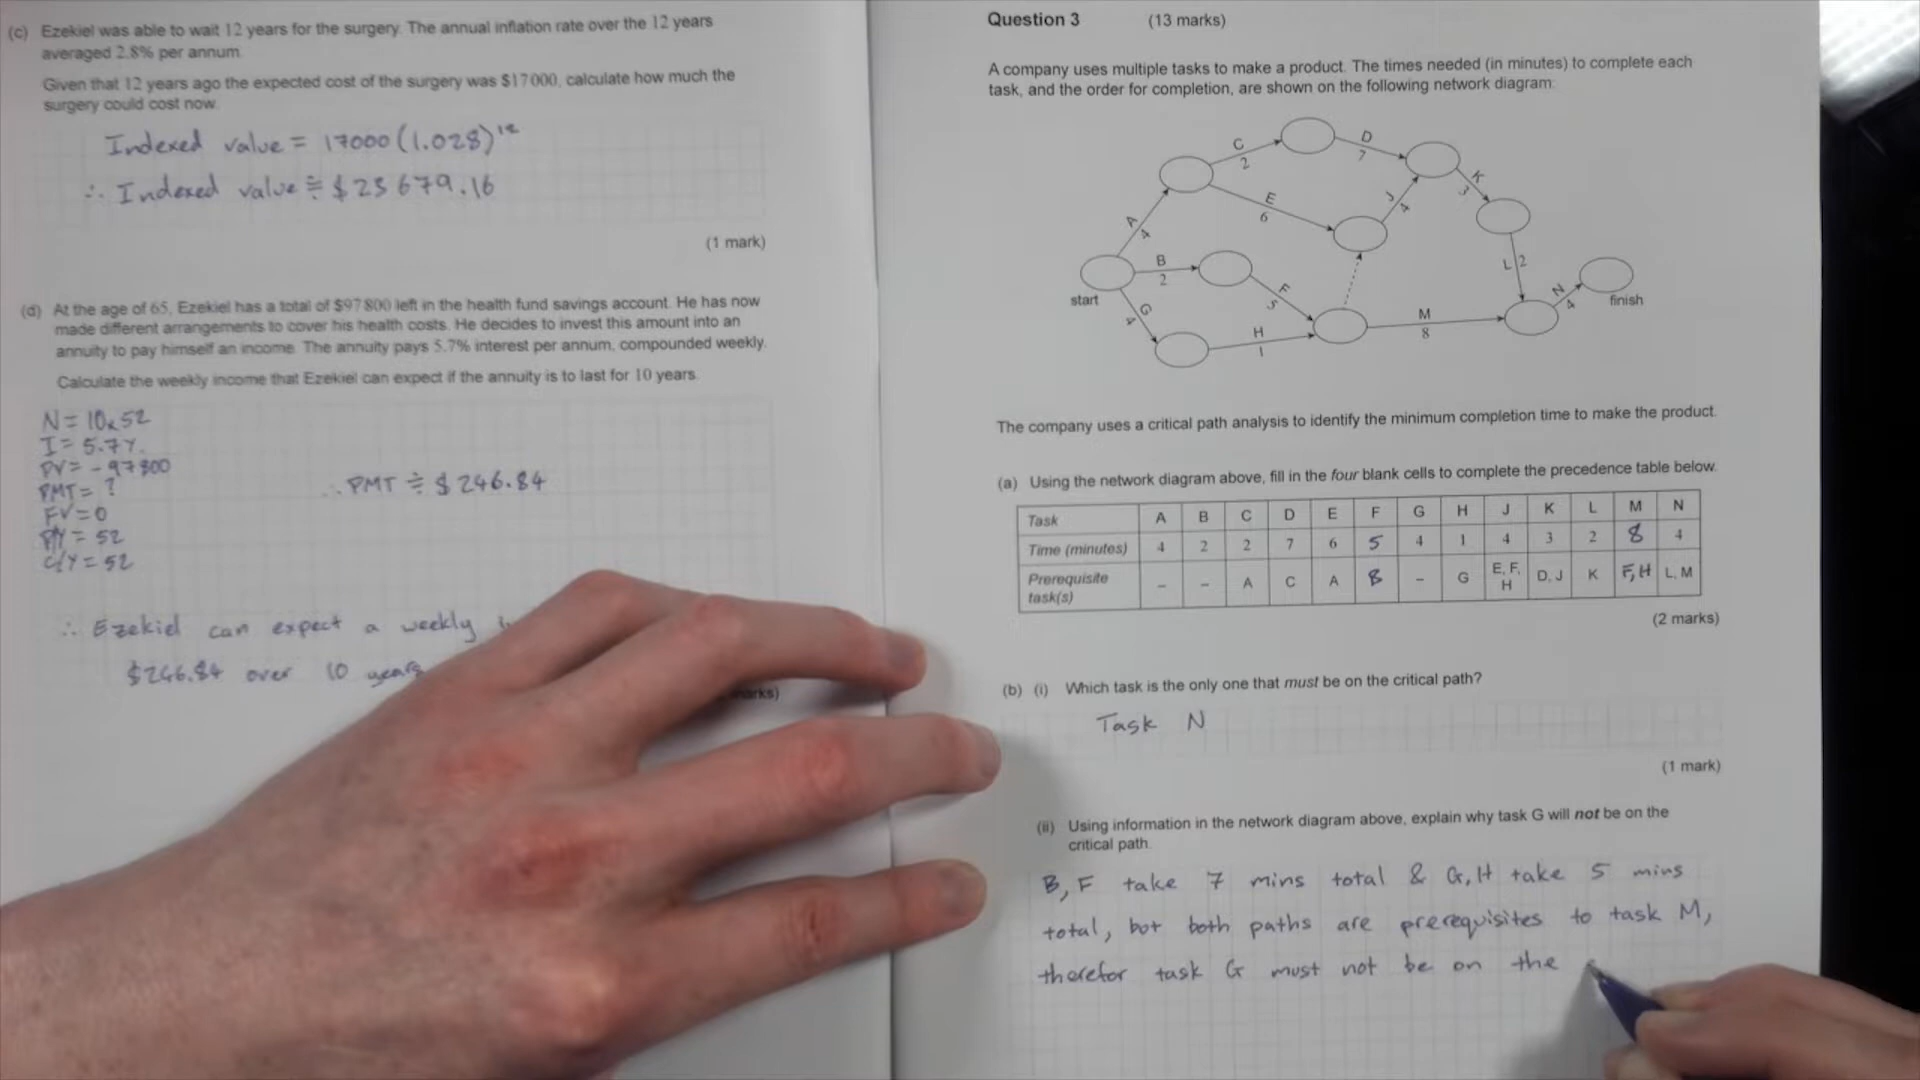 (c) Ezekiel was able to wait 12 years for the surgery. The annual inflation rate over the 12 years
averaged 2.8% per annum.
Given that 12 years ago the expected cost of the surgery was $17000, calculate how much the
surgery could cost now.
Indexed value = 17000(1.028)¹²
∴ Indexed value ≑ $23679.16
(1 mark)
(d) At the age of 65, Ezekiel has a total of $97800 left in the health fund savings account. He has now
made different arrangements to cover his health costs. He decides to invest this amount into an
annuity to pay himself an income. The annuity pays 5.7% interest per annum, compounded weekly.
Calculate the weekly income that Ezekiel can expect if the annuity is to last for 10 years.
N = 10x52
I = 5.7%
PV = -97800
PMT = ?
FV = 0
P/Y = 52
C/Y = 52
∴ PMT ≑ $246.84
∴ Ezekiel can expect a weekly
$246.84 over 10 years
marks)
Question 3 (13 marks)
A company uses multiple tasks to make a product. The times needed (in minutes) to complete each
task, and the order for completion, are shown on the following network diagram:
C
2
D
7
K
3
A
4
E
6
J
4
B
2
L 2
N
4
start
G
4
F
5
finish
H
1
M
8
The company uses a critical path analysis to identify the minimum completion time to make the product.
(a) Using the network diagram above, fill in the four blank cells to complete the precedence table below.
Task A B C D E F G H J K L M N
Time (minutes) 4 2 2 7 6 5 4 1 4 3 2 8 4
Prerequisite task(s) – – A C A B – G E, F, H D, J K F, H L, M
(2 marks)
(b) (i) Which task is the only one that must be on the critical path?
Task N
(1 mark)
(ii) Using information in the network diagram above, explain why task G will not be on the
critical path.
B, F take 7 mins total & G, H take 5 mins
total, but both paths are prerequisites to task M,
therefor task G must not be on the